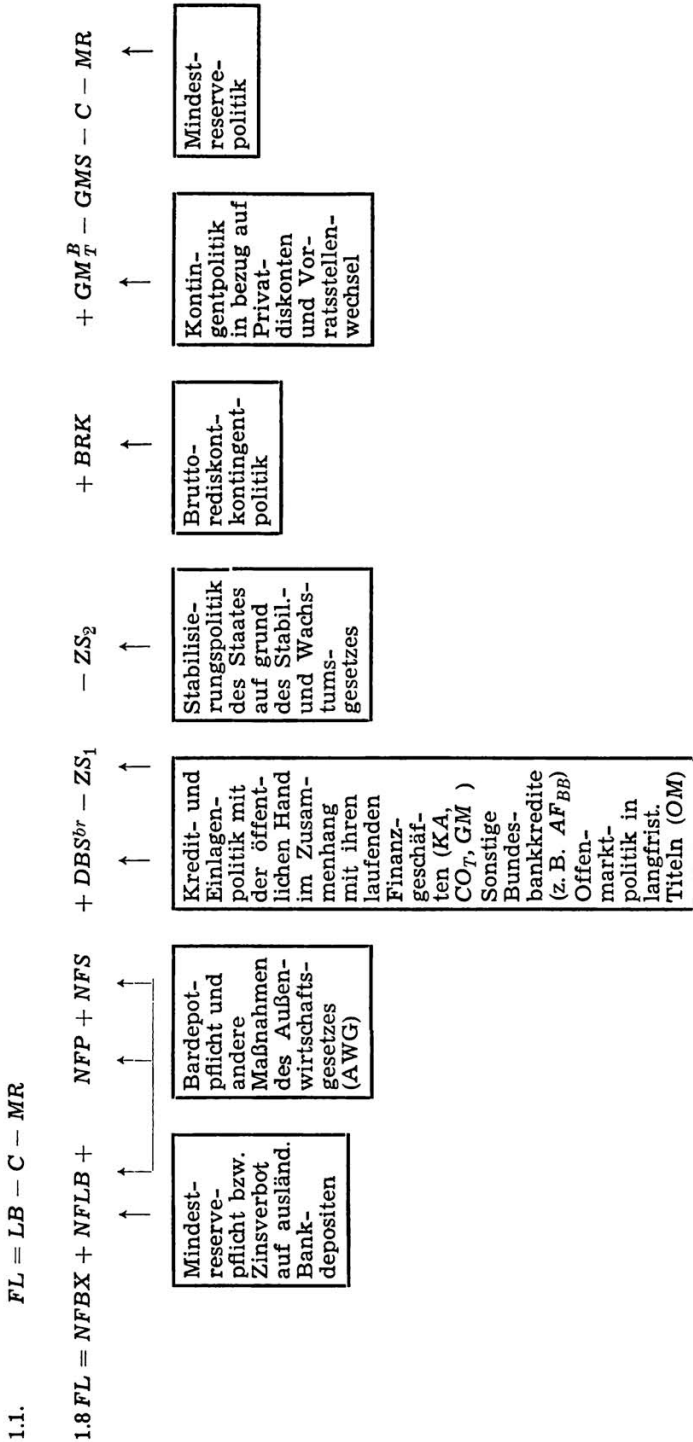 1.1. FL = LB − C − MR
1.8 FL = NFBX + NFLB + NFP + NFS + DBS^{br} − ZS₁ − ZS₂ + BRK + GM_T^B − GMS − C − MR
↑ ↑ ↑ ↑ ↑ ↑ ↑ ↑ ↑ ↑
Mindest-
reserve-
pflicht bzw.
Zinsverbot
auf ausländ.
Bank-
depositen
Bardepot-
pflicht und
andere
Maßnahmen
des Außen-
wirtschafts-
gesetzes
(AWG)
Kredit- und
Einlagen-
politik mit
der öffent-
lichen Hand
im Zusam-
menhang
mit ihren
laufenden
Finanz-
geschäf-
ten (KA,
CO_T, GM )
Sonstige
Bundes-
bankkredite
(z. B. AF_{BB})
Offen-
markt-
politik in
langfrist.
Titeln (OM)
Stabilisie-
rungspolitik
des Staates
auf grund
des Stabil.-
und Wachs-
tums-
gesetzes
Brutto-
rediskont-
kontingent-
politik
Kontin-
gentpolitik
in bezug auf
Privat-
diskonten
und Vor-
ratsstellen-
wechsel
Mindest-
reserve-
politik